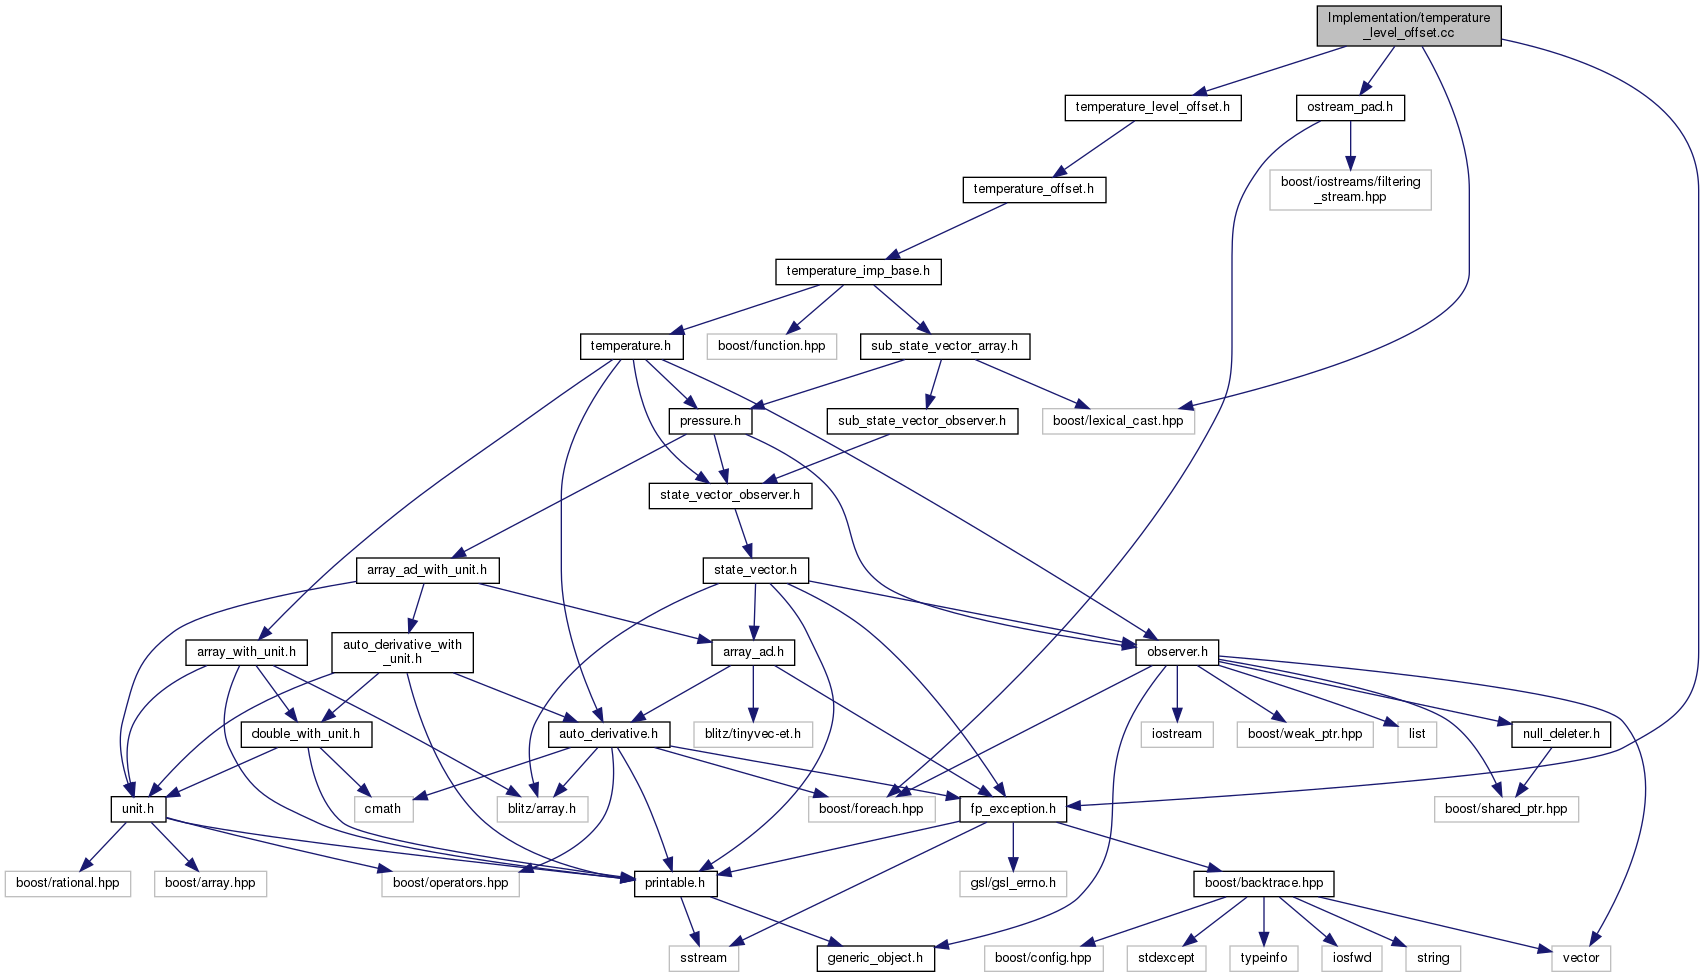 Implementation/temperature
_level_offset.cc
temperature_level_offset.h
ostream_pad.h
temperature_offset.h
boost/iostreams/filtering
_stream.hpp
temperature_imp_base.h
temperature.h
boost/function.hpp
sub_state_vector_array.h
pressure.h
sub_state_vector_observer.h
boost/lexical_cast.hpp
state_vector_observer.h
array_ad_with_unit.h
state_vector.h
array_with_unit.h
auto_derivative_with
_unit.h
array_ad.h
observer.h
double_with_unit.h
auto_derivative.h
blitz/tinyvec-et.h
iostream
boost/weak_ptr.hpp
list
null_deleter.h
unit.h
cmath
blitz/array.h
boost/foreach.hpp
fp_exception.h
boost/shared_ptr.hpp
boost/rational.hpp
boost/array.hpp
boost/operators.hpp
printable.h
gsl/gsl_errno.h
boost/backtrace.hpp
sstream
generic_object.h
boost/config.hpp
stdexcept
typeinfo
iosfwd
string
vector